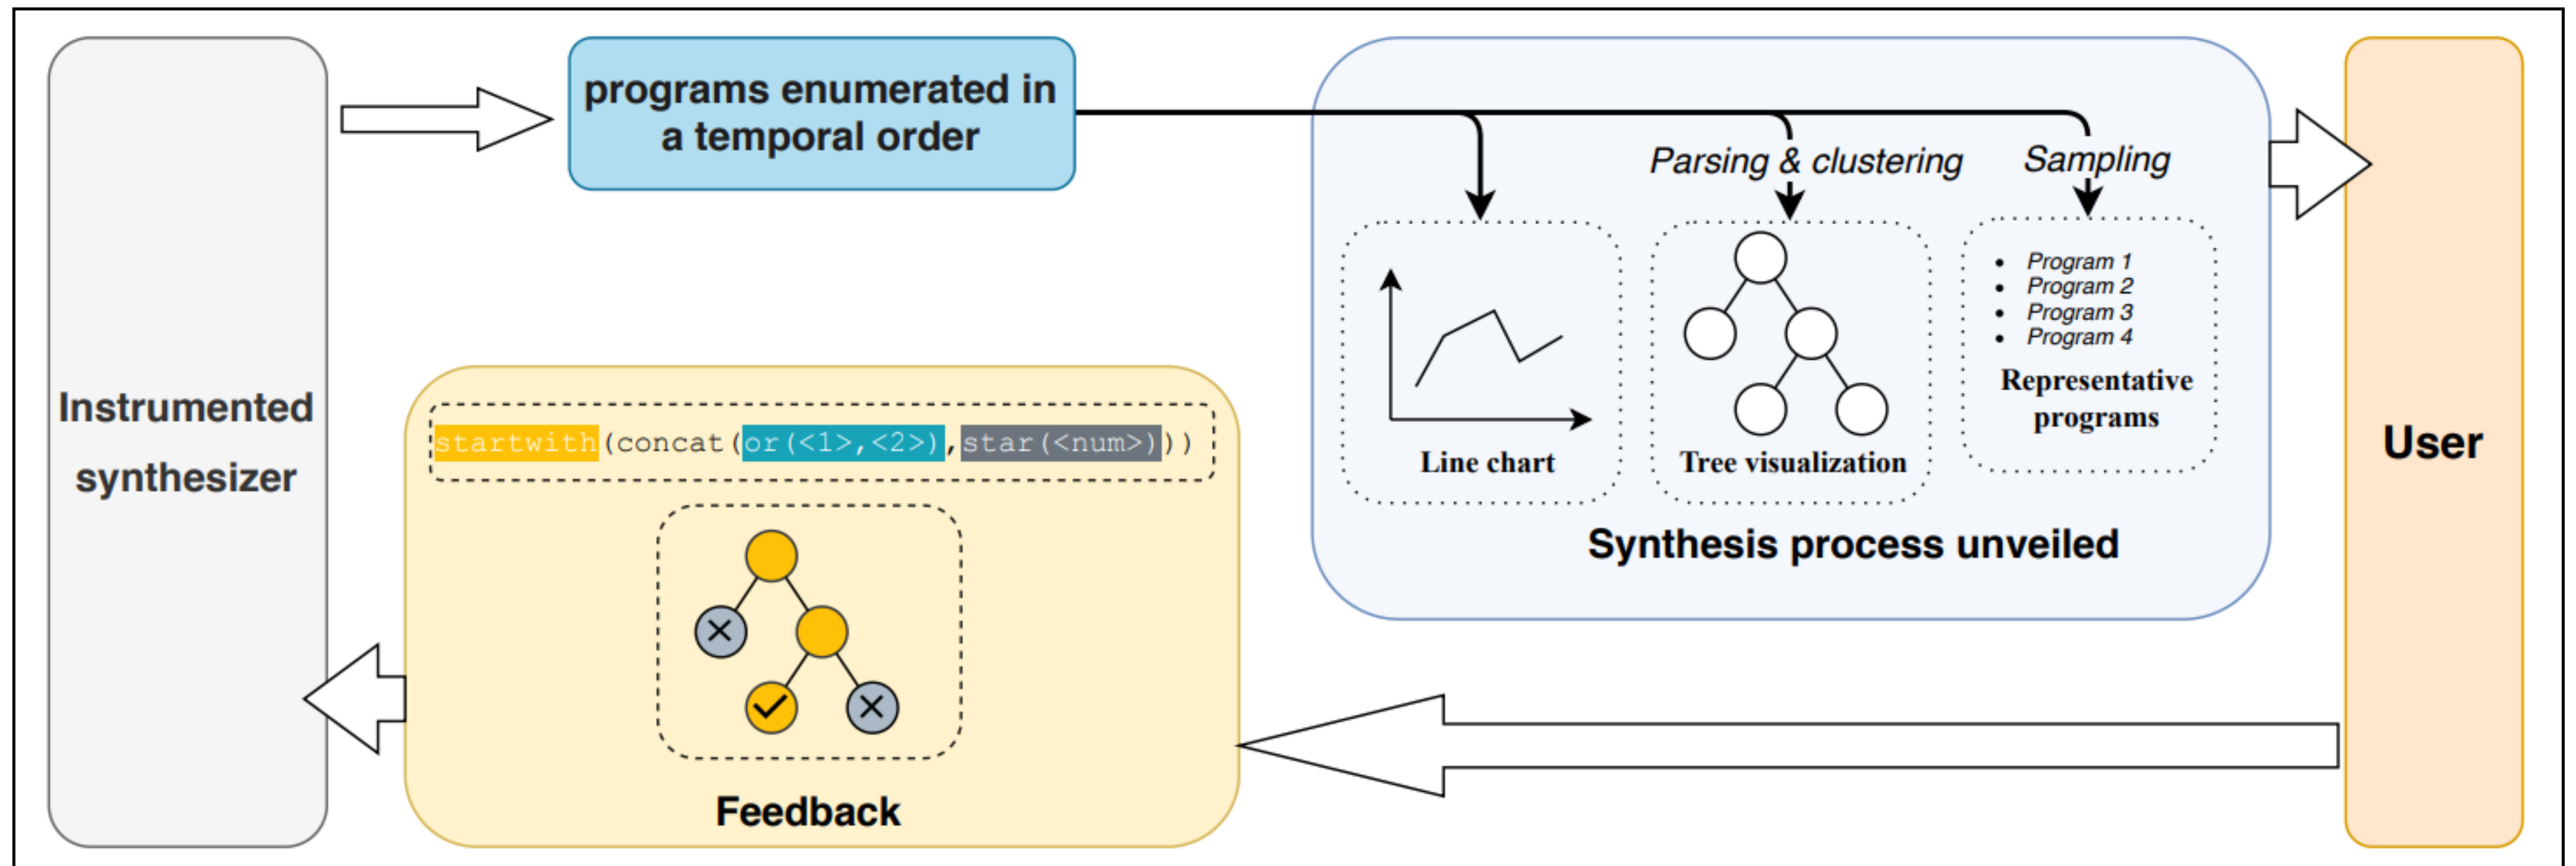 Instrumented
synthesizer
programs enumerated in
a temporal order
Parsing & clustering
Sampling
Line chart
Tree visualization
• Program 1
• Program 2
• Program 3
• Program 4
Representative
programs
Synthesis process unveiled
User
startwith(concat(or(<1>,<2>),star(<num>)))
Feedback